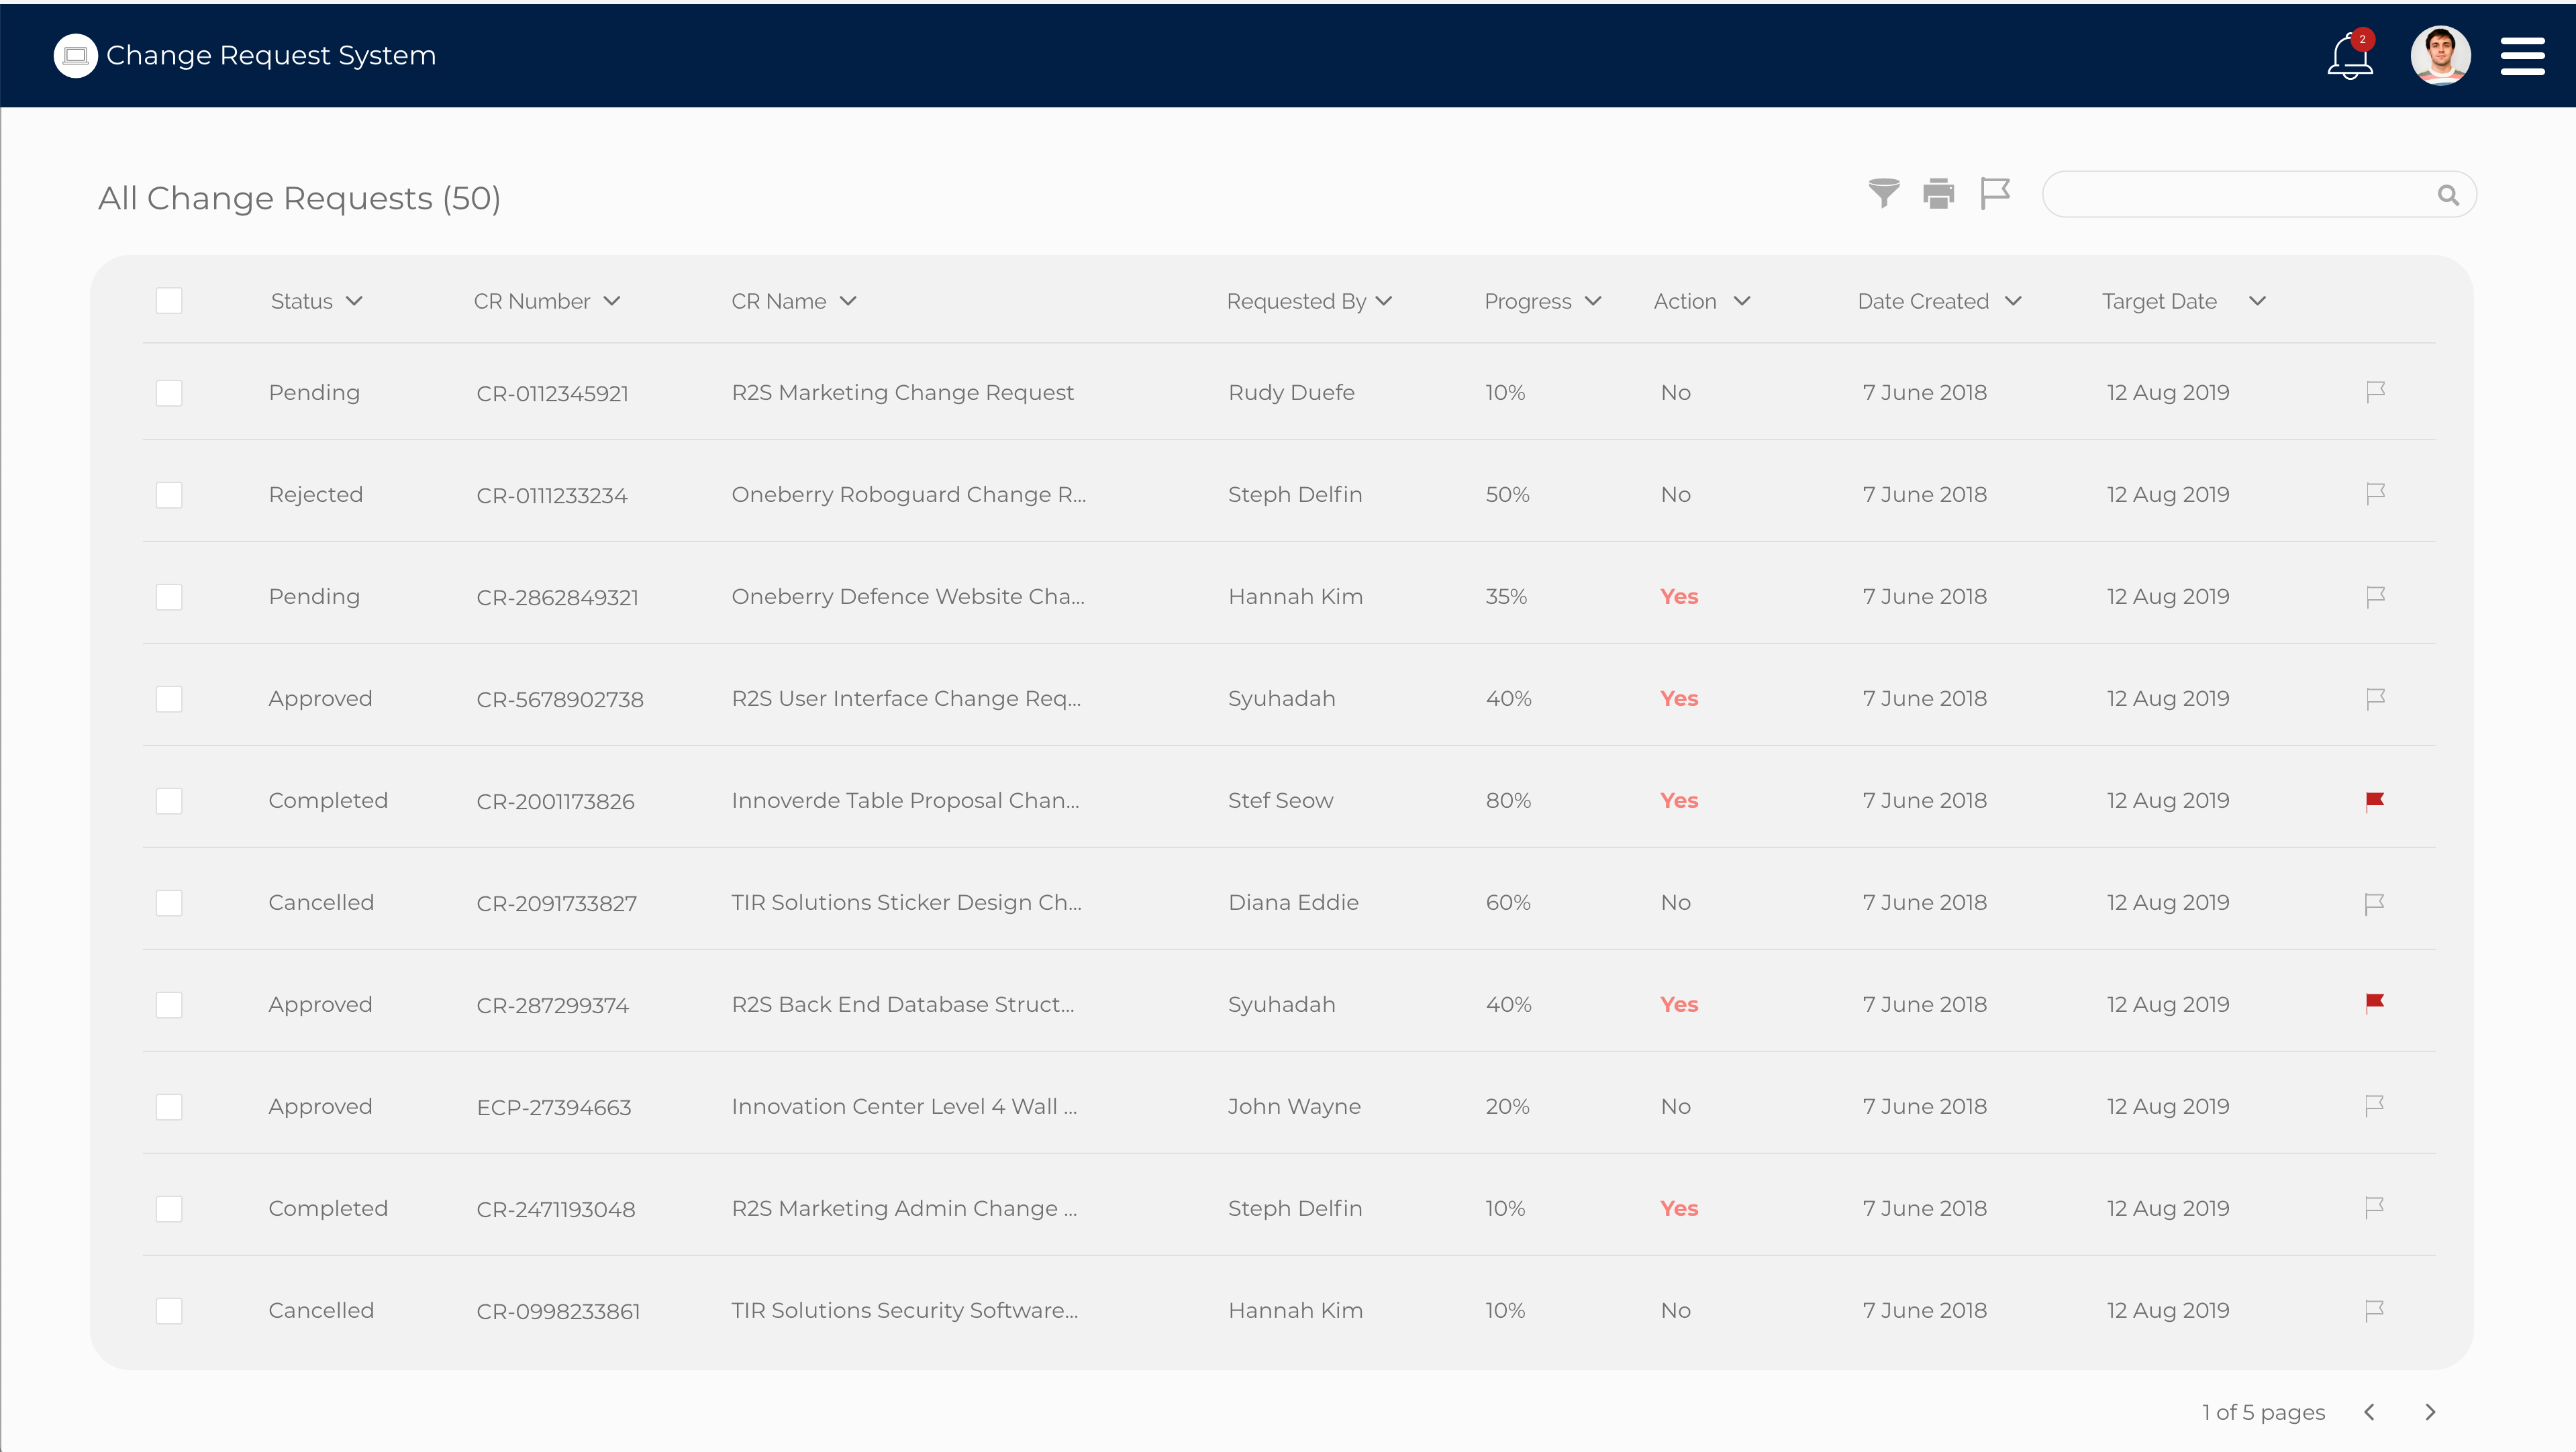 Change Request System
2
All Change Requests (50)
Status CR Number CR Name Requested By Progress Action Date Created Target Date
Pending CR-0112345921 R2S Marketing Change Request Rudy Duefe 10% No 7 June 2018 12 Aug 2019
Rejected CR-0111233234 Oneberry Roboguard Change R... Steph Delfin 50% No 7 June 2018 12 Aug 2019
Pending CR-2862849321 Oneberry Defence Website Cha... Hannah Kim 35% Yes 7 June 2018 12 Aug 2019
Approved CR-5678902738 R2S User Interface Change Req... Syuhadah 40% Yes 7 June 2018 12 Aug 2019
Completed CR-2001173826 Innoverde Table Proposal Chan... Stef Seow 80% Yes 7 June 2018 12 Aug 2019
Cancelled CR-2091733827 TIR Solutions Sticker Design Ch... Diana Eddie 60% No 7 June 2018 12 Aug 2019
Approved CR-287299374 R2S Back End Database Struct... Syuhadah 40% Yes 7 June 2018 12 Aug 2019
Approved ECP-27394663 Innovation Center Level 4 Wall ... John Wayne 20% No 7 June 2018 12 Aug 2019
Completed CR-2471193048 R2S Marketing Admin Change ... Steph Delfin 10% Yes 7 June 2018 12 Aug 2019
Cancelled CR-0998233861 TIR Solutions Security Software... Hannah Kim 10% No 7 June 2018 12 Aug 2019
1 of 5 pages